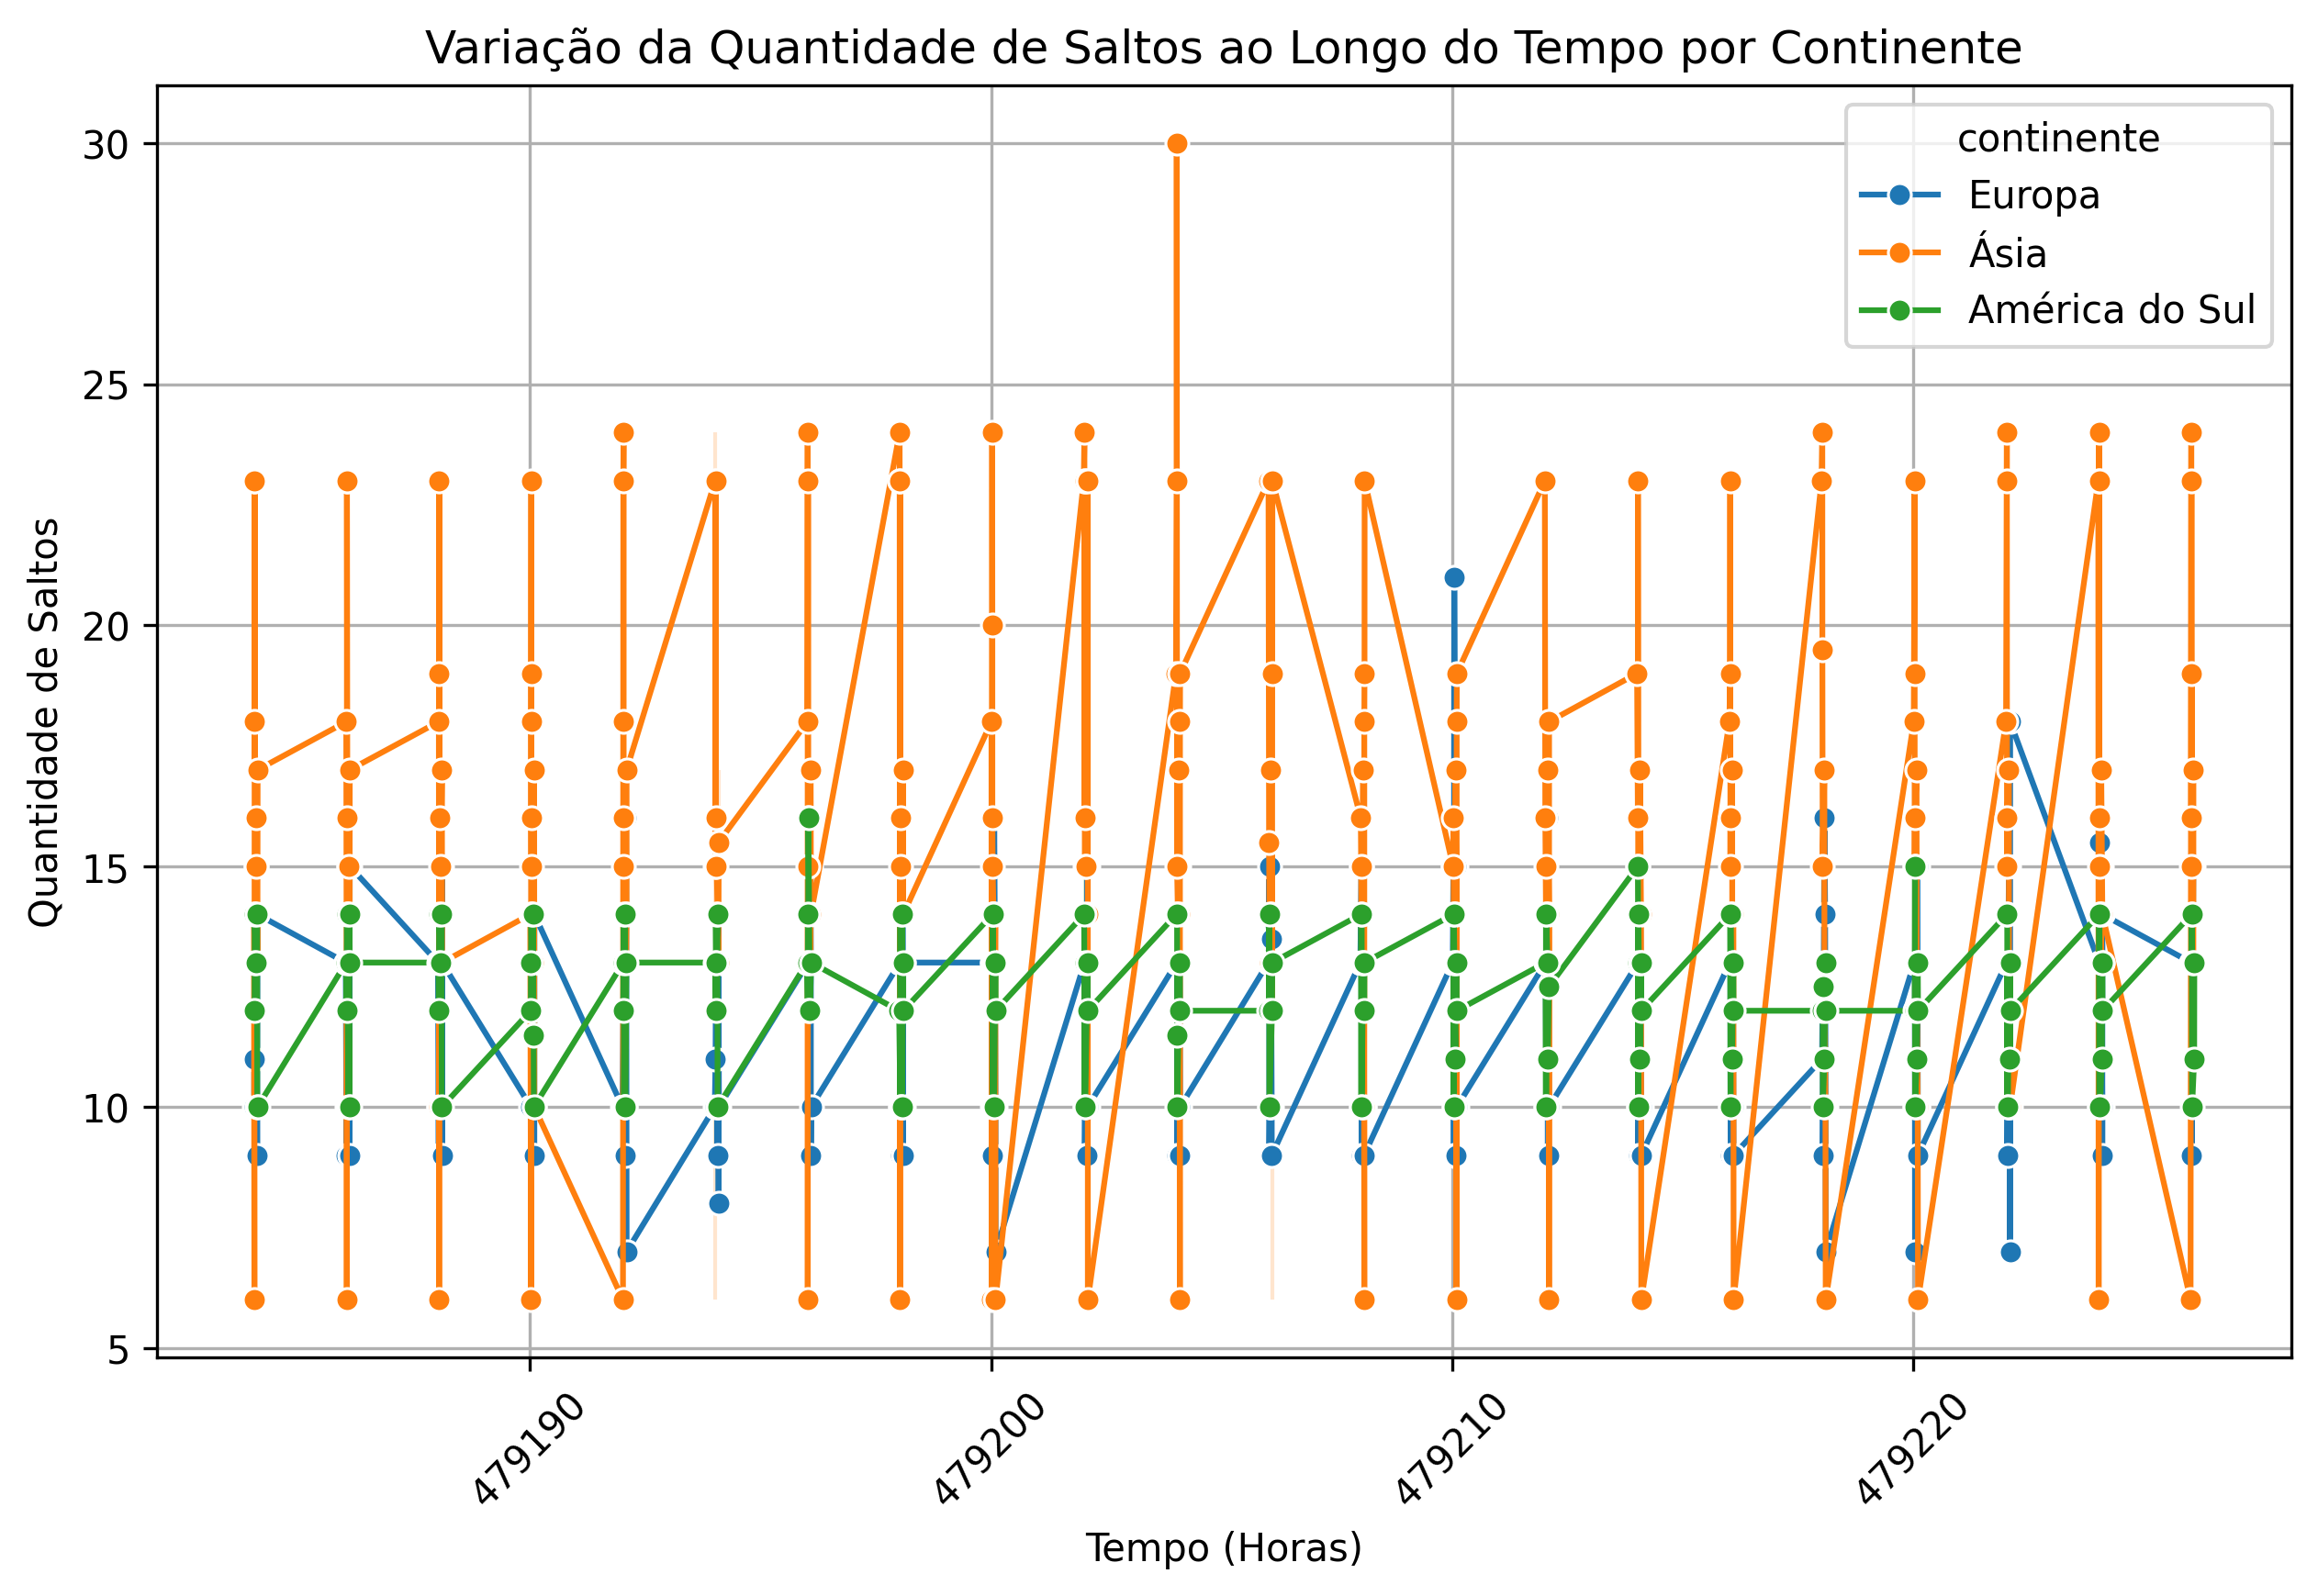 Variação da Quantidade de Saltos ao Longo do Tempo por Continente
continente
Europa
Ásia
América do Sul
Quantidade de Saltos
30
25
20
15
10
5
479190
479200
479210
479220
Tempo (Horas)